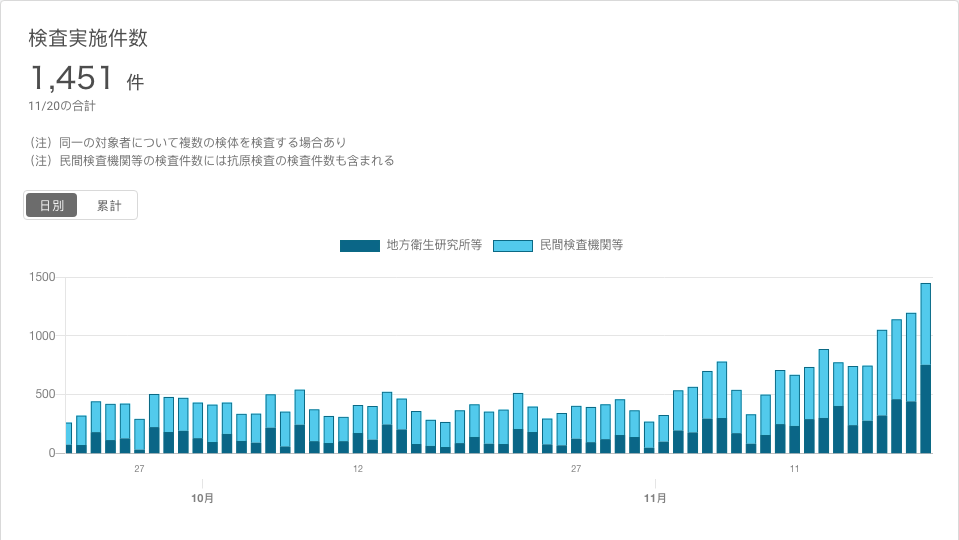 検査実施件数
1,451 件
11/20の合計
（注）同一の対象者について複数の検体を検査する場合あり
（注）民間検査機関等の検査件数には抗原検査の検査件数も含まれる
日別 累計
地方衛生研究所等 民間検査機関等
1500
1000
500
0
27 12 27 11
10月 11月